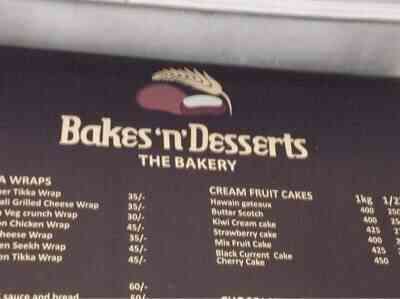 Bakes 'n' Desserts
THE BAKERY
WRAPS
Tikka Wrap 35/-
Grilled Cheese Wrap 35/-
Veg crunch Wrap 30/-
Chicken Wrap 45/-
Cheese Wrap 35/-
Seekh Wrap 45/-
Tikka Wrap 45/-
60/-
sauce and bread
CREAM FRUIT CAKES 1kg
Hawain gateaux 400
Butter Scotch 400
Kiwi Cream cake 425
Strawberry cake 400
Mix Fruit Cake 425
Black Current Cake 450
Cherry Cake